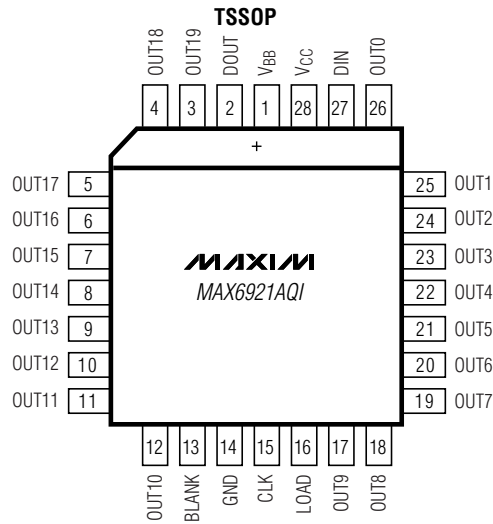 TSSOP
OUT18
OUT19
DOUT
VBB
VCC
DIN
OUT0
4
3
2
1
28
27
26
+
OUT17 5
25 OUT1
OUT16 6
24 OUT2
OUT15 7
23 OUT3
MAXIM
OUT14 8
MAX6921AQI
22 OUT4
OUT13 9
21 OUT5
OUT12 10
20 OUT6
OUT11 11
19 OUT7
12
13
14
15
16
17
18
OUT10
BLANK
GND
CLK
LOAD
OUT9
OUT8